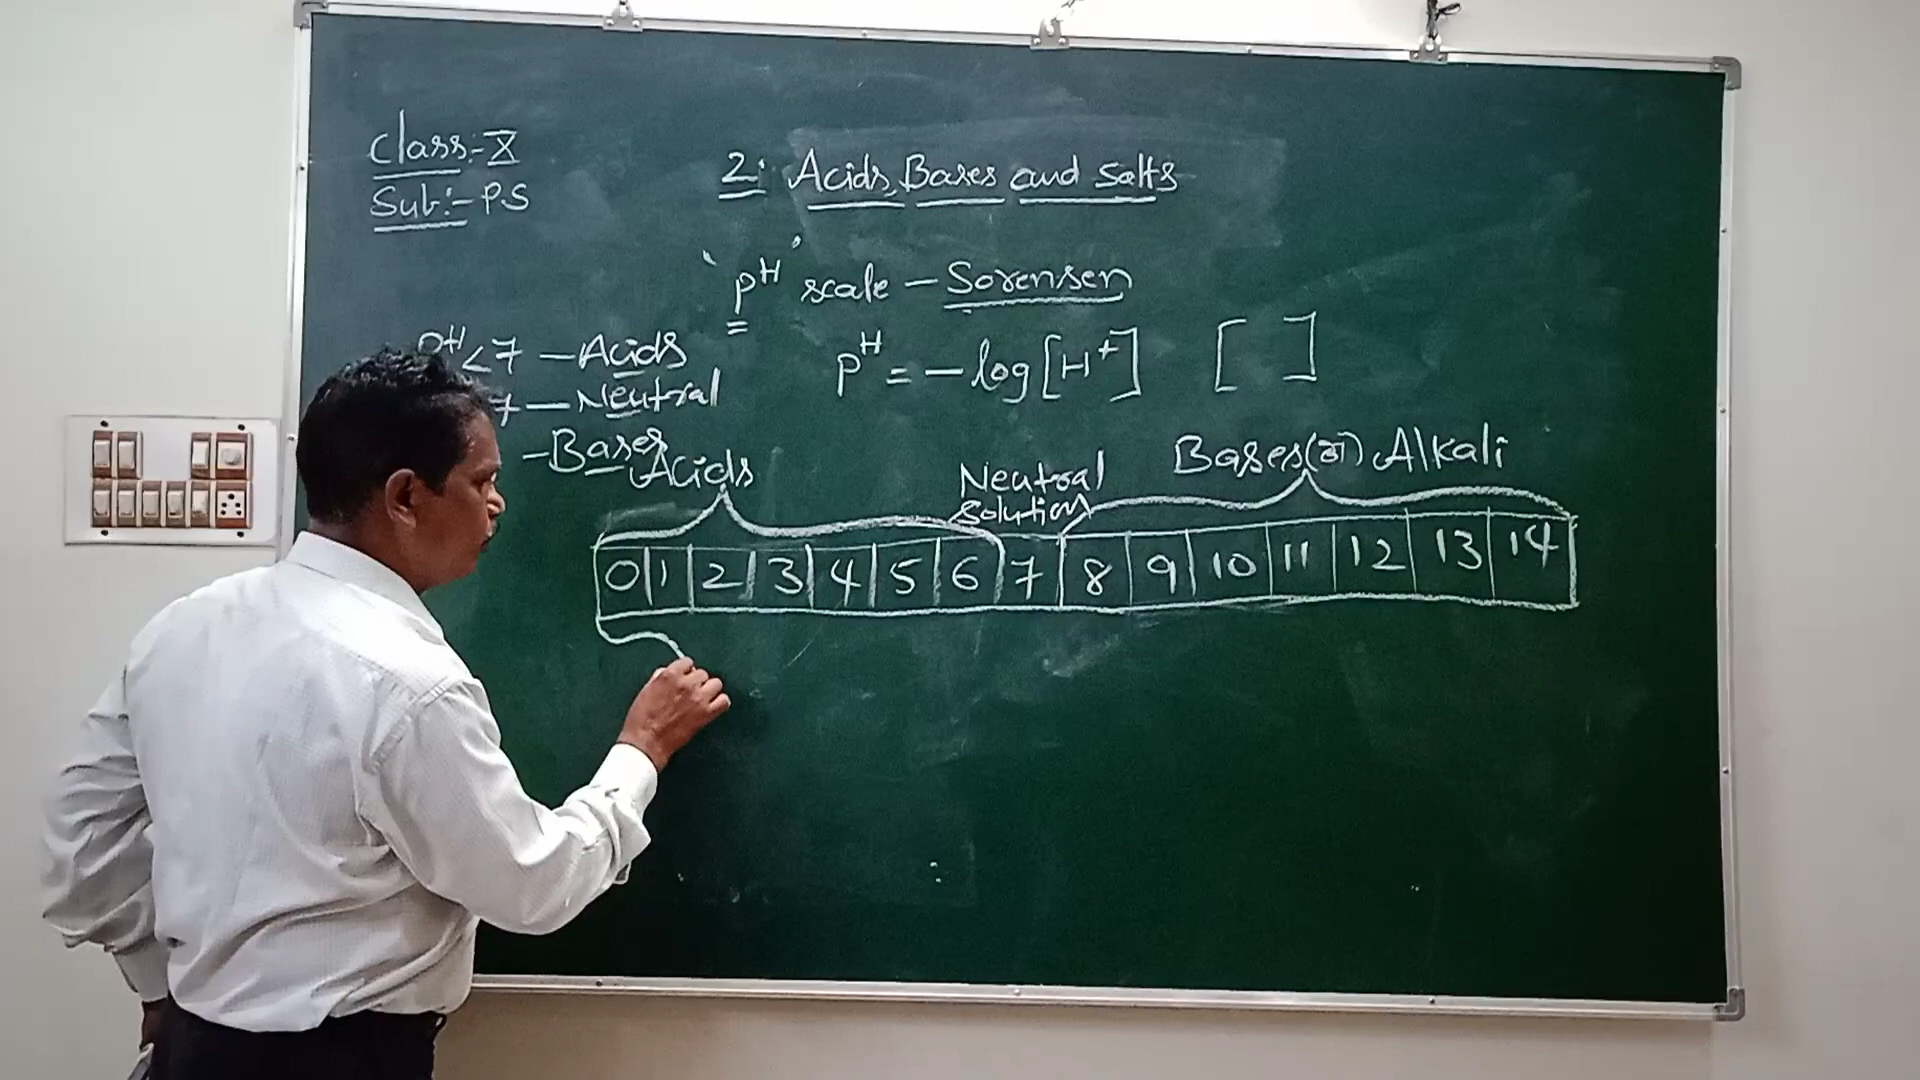 Class:- X
Sub:- PS
2. Acids, Bases and Salts
"pH" scale - Sorensen
pH = - log [H+] [ ]
pH < 7 - Acids
7 - Neutral
- Bases
Acids
Neutral Solution
Bases (or) Alkali
0 1 2 3 4 5 6 7 8 9 10 11 12 13 14